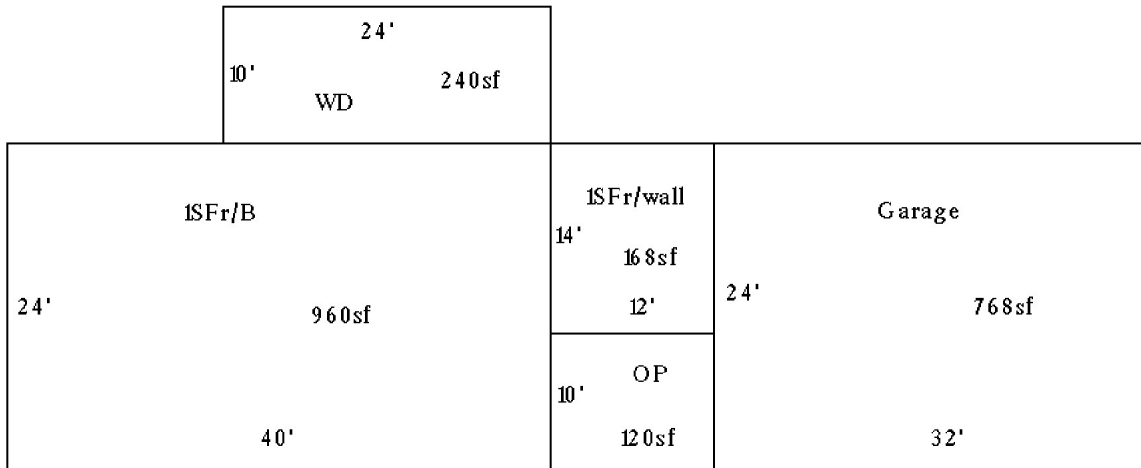 24'
10'
240sf
WD
1SFr/B
24'
960sf
40'
1SFr/wall
14'
168sf
12'
OP
10'
120sf
Garage
24'
768sf
32'